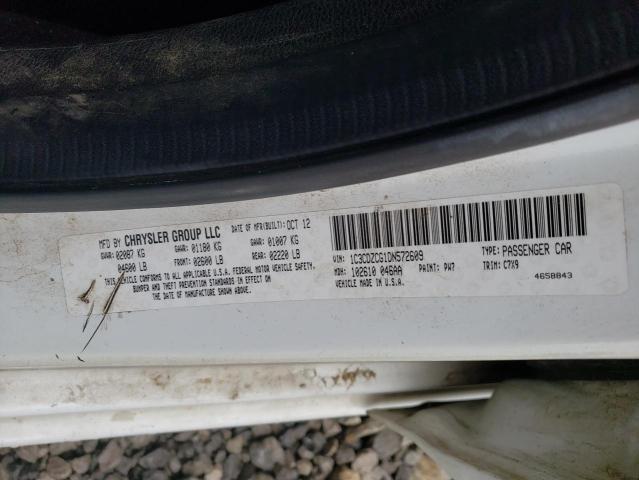 MFD BY CHRYSLER GROUP LLC
DATE OF MFR(BUILT): OCT 12
GVWR: 02087 KG
04600 LB
GAWR: 01180 KG
FRONT: 02600 LB
GAWR: 01007 KG
REAR: 02220 LB
THIS VEHICLE CONFORMS TO ALL APPLICABLE U.S.A. FEDERAL MOTOR VEHICLE SAFETY,
BUMPER AND THEFT PREVENTION STANDARDS IN EFFECT ON
THE DATE OF MANUFACTURE SHOWN ABOVE.
VIN: 1C3CDZCG1DN572609
TYPE: PASSENGER CAR
MDH: 102610 046AA
PAINT: PW7
TRIM: C7X9
VEHICLE MADE IN U.S.A.
4658843